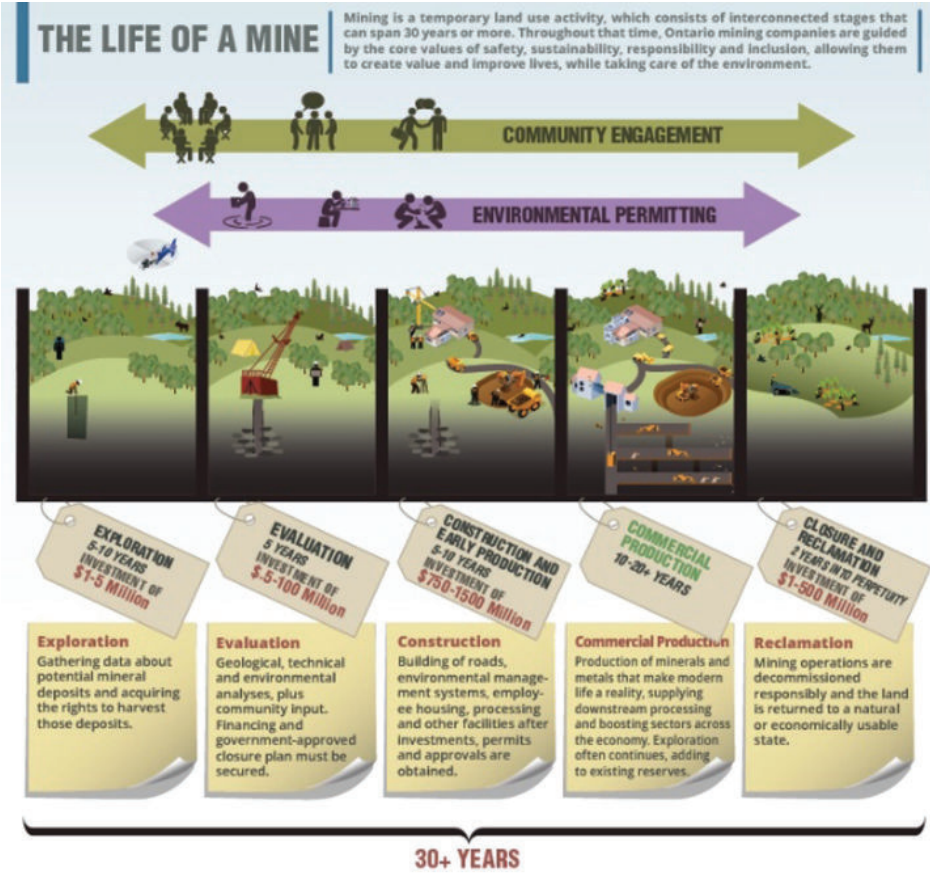 THE LIFE OF A MINE
Mining is a temporary land use activity, which consists of interconnected stages that
can span 30 years or more. Throughout that time, Ontario mining companies are guided
by the core values of safety, sustainability, responsibility and inclusion, allowing them
to create value and improve lives, while taking care of the environment.
COMMUNITY ENGAGEMENT
ENVIRONMENTAL PERMITTING
EXPLORATION
5-10 YEARS
INVESTMENT OF
$1-5 Million
EVALUATION
5 YEARS
INVESTMENT OF
$.5-100 Million
CONSTRUCTION AND
EARLY PRODUCTION
5-10 YEARS
INVESTMENT OF
$750-1500 Million
COMMERCIAL
PRODUCTION
10-20+ YEARS
CLOSURE AND
RECLAMATION
2 YEARS INTO PERPETUITY
INVESTMENT OF
$1-500 Million
Exploration
Gathering data about
potential mineral
deposits and acquiring
the rights to harvest
those deposits.
Evaluation
Geological, technical
and environmental
analyses, plus
community input.
Financing and
government-approved
closure plan must be
secured.
Construction
Building of roads,
environmental manage-
ment systems, employ-
ee housing, processing
and other facilities after
investments, permits
and approvals are
obtained.
Commercial Production
Production of minerals and
metals that make modern
life a reality, supplying
downstream processing
and boosting sectors across
the economy. Exploration
often continues, adding
to existing reserves.
Reclamation
Mining operations are
decommissioned
responsibly and the land
is returned to a natural
or economically usable
state.
30+ YEARS